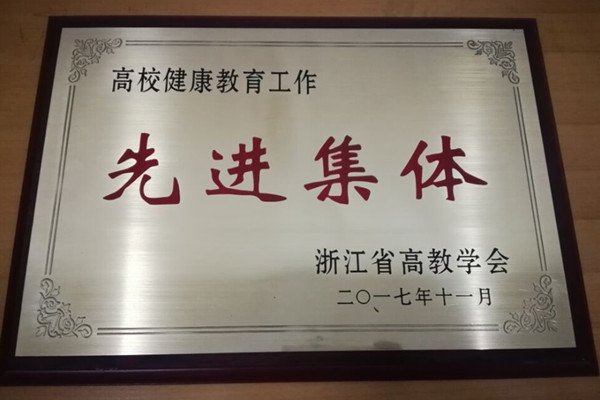 高校健康教育工作
先进集体
浙江省高教学会
二〇一七年十一月